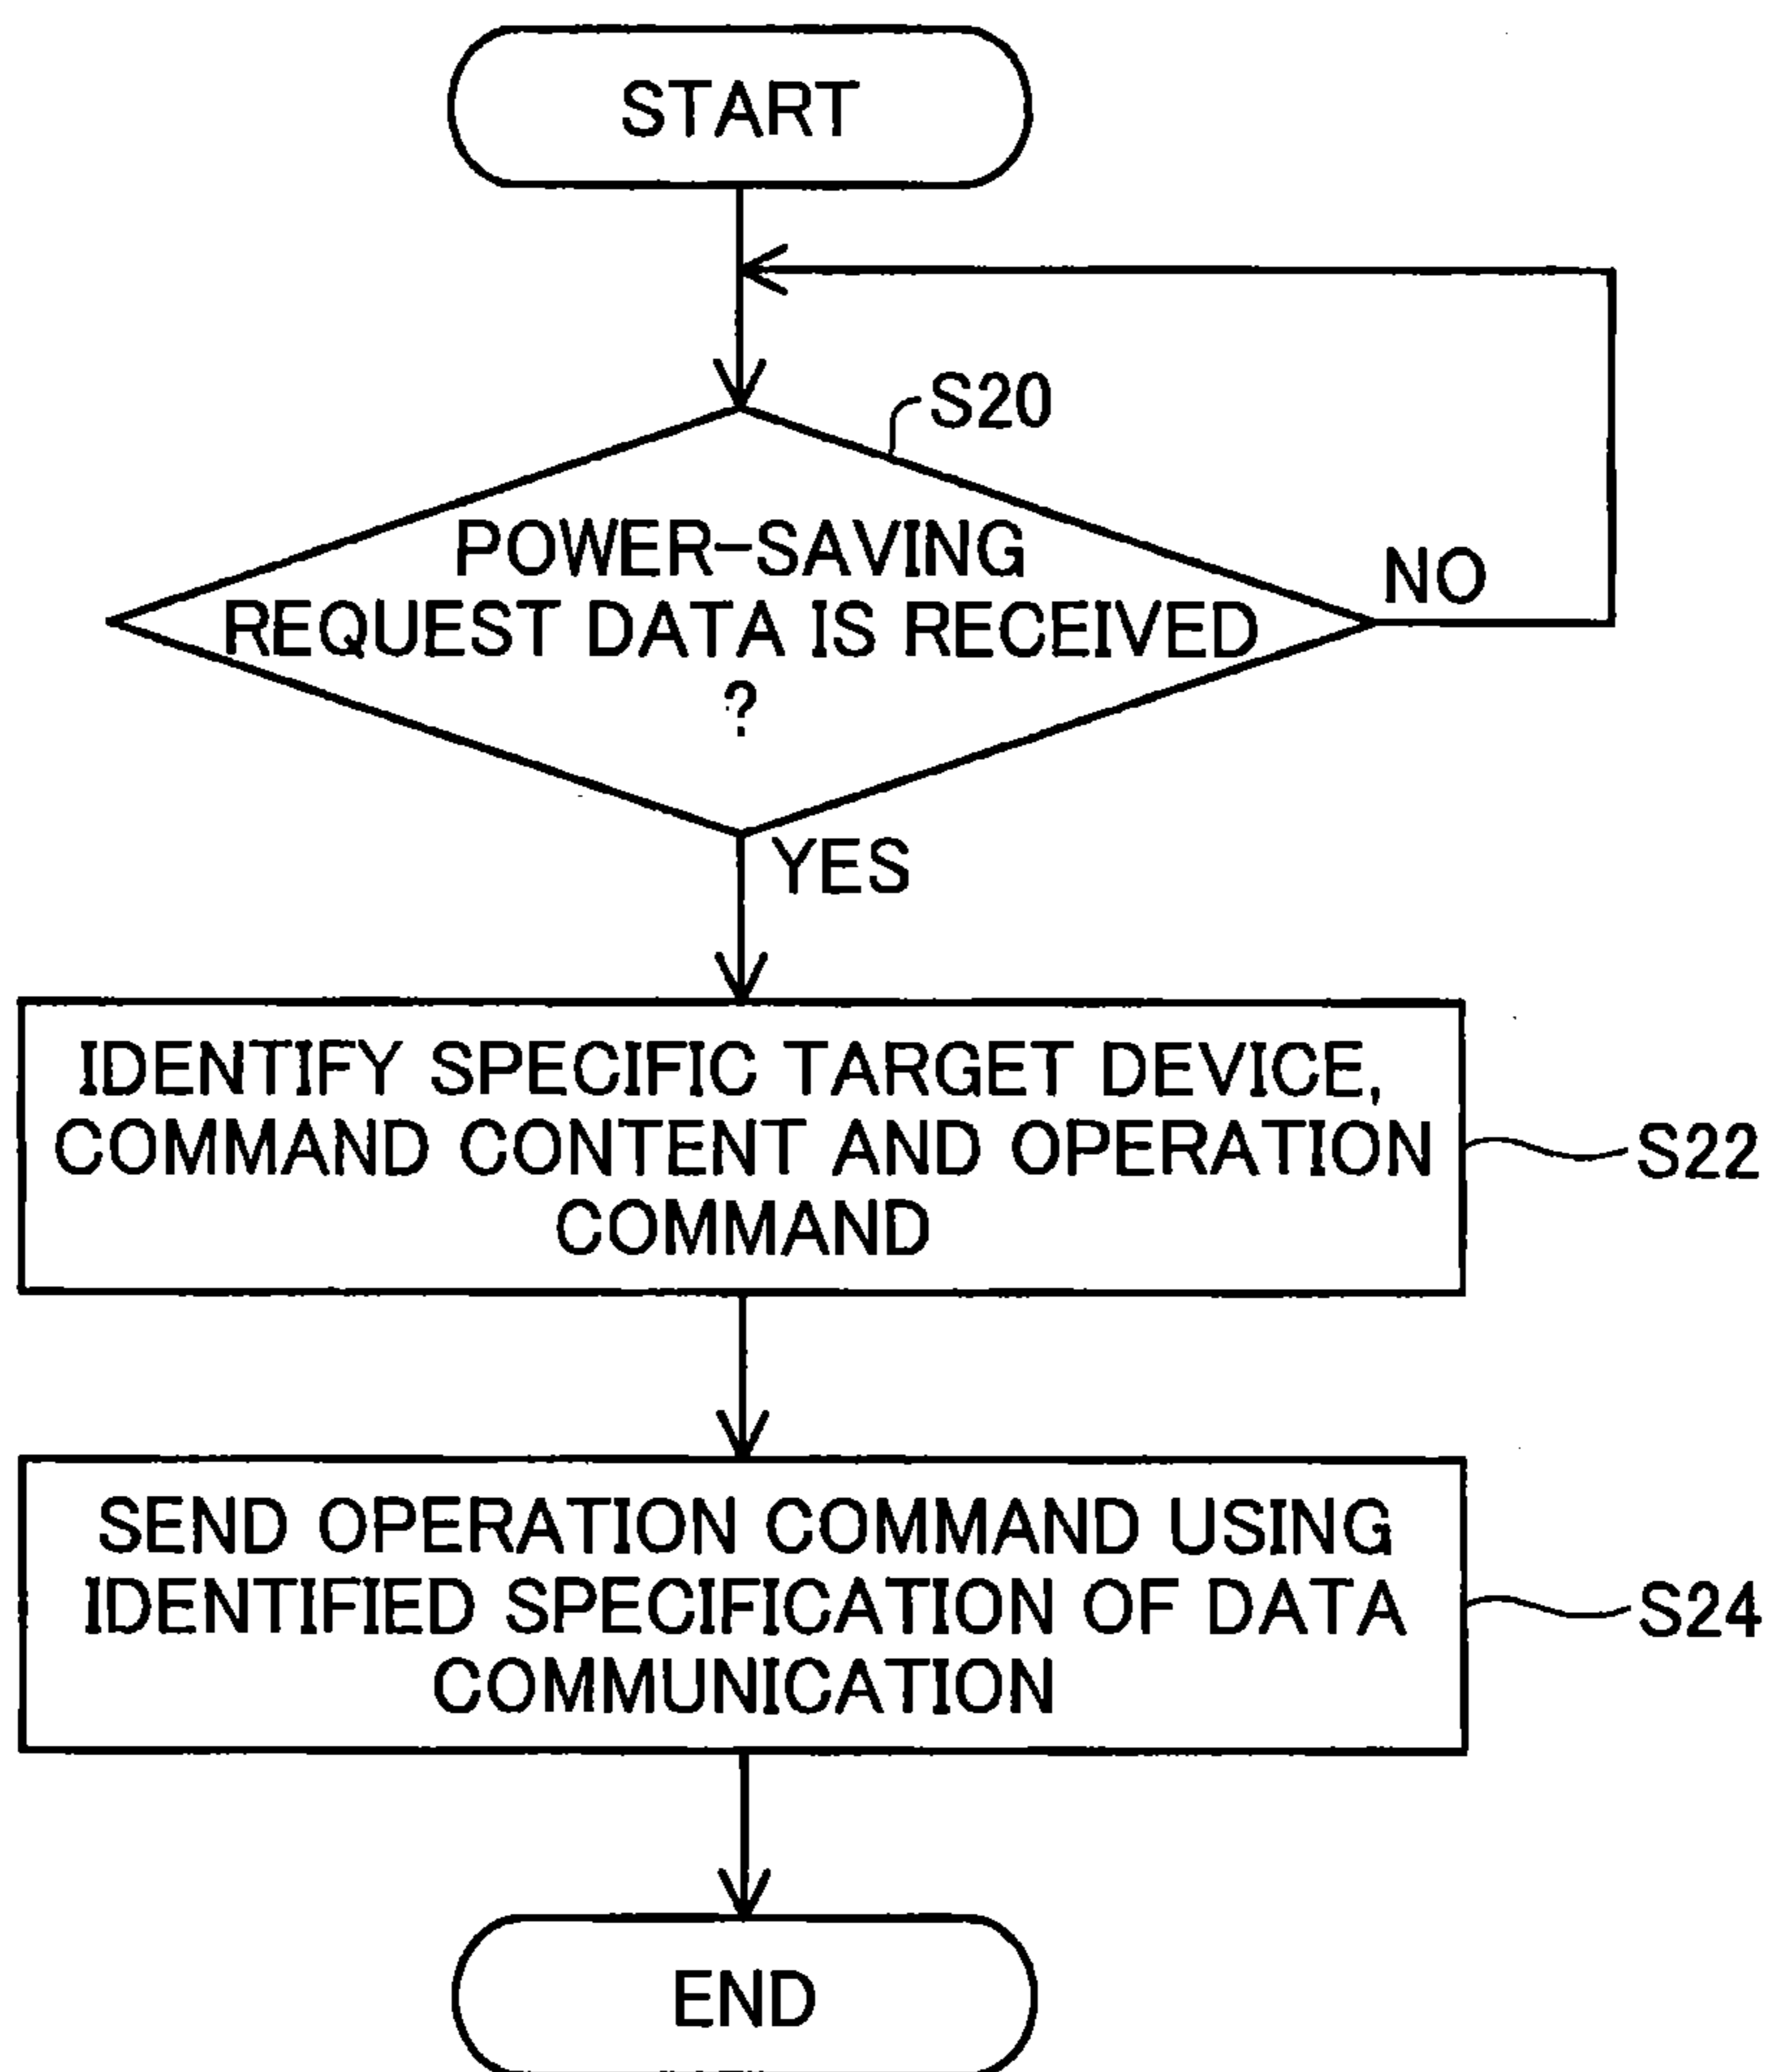 START
S20
POWER-SAVING
REQUEST DATA IS RECEIVED
?
NO
YES
IDENTIFY SPECIFIC TARGET DEVICE,
COMMAND CONTENT AND OPERATION
COMMAND
S22
SEND OPERATION COMMAND USING
IDENTIFIED SPECIFICATION OF DATA
COMMUNICATION
S24
END